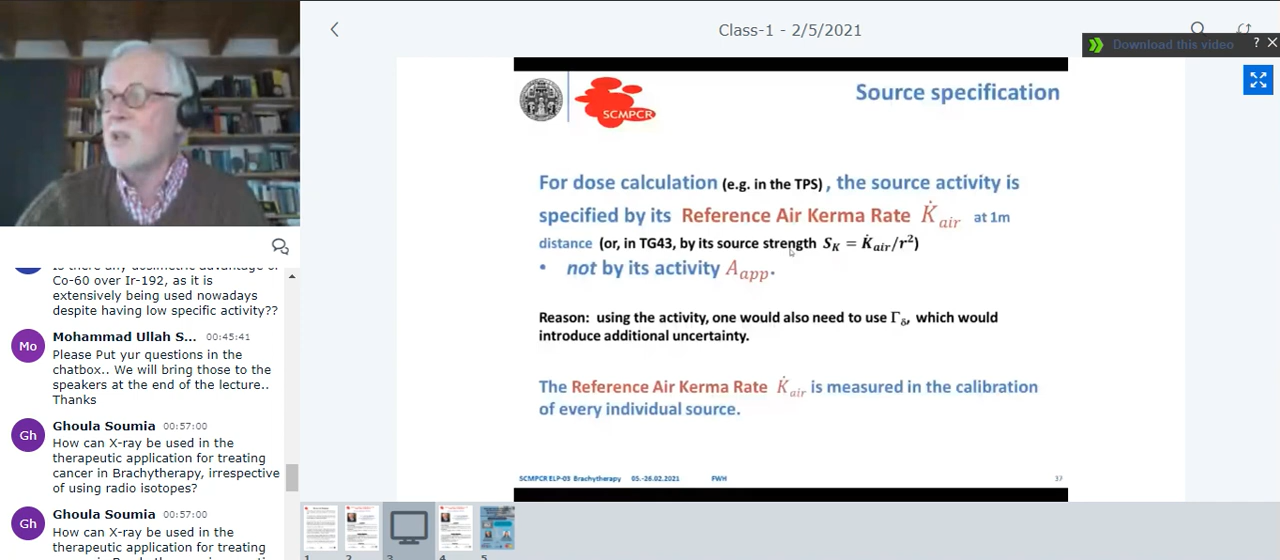 Class-1 - 2/5/2021
Download this video
?
SCMPCR
Source specification
For dose calculation (e.g. in the TPS) , the source activity is
specified by its Reference Air Kerma Rate K̇air at 1m
distance (or, in TG43, by its source strength SK = K̇air/r²)
• not by its activity Aapp.
Reason: using the activity, one would also need to use Γδ, which would
introduce additional uncertainty.
The Reference Air Kerma Rate K̇air is measured in the calibration
of every individual source.
SCMPCR ELP-03 Brachytherapy 05.-26.02.2021 FWH 37
Is there any dosimetric advantage of
Co-60 over Ir-192, as it is
extensively being used nowadays
despite having low specific activity??
Mo
Mohammad Ullah S... 00:45:41
Please Put yur questions in the
chatbox.. We will bring those to the
speakers at the end of the lecture..
Thanks
Gh
Ghoula Soumia 00:57:00
How can X-ray be used in the
therapeutic application for treating
cancer in Brachytherapy, irrespective
of using radio isotopes?
Gh
Ghoula Soumia 00:57:00
How can X-ray be used in the
therapeutic application for treating
1 2 3 4 5